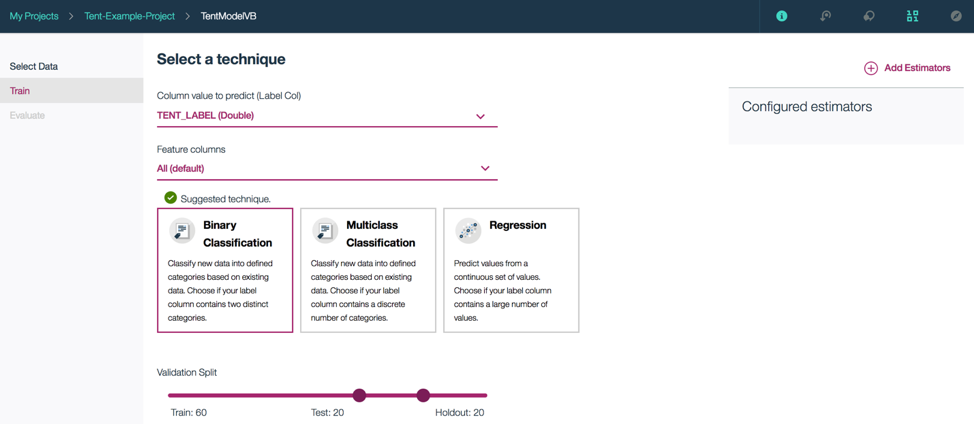 My Projects > Tent-Example-Project > TentModelVB
Select Data
Train
Evaluate
Select a technique
Column value to predict (Label Col)
TENT_LABEL (Double)
Feature columns
All (default)
Suggested technique.
Binary
Classification
Classify new data into defined
categories based on existing
data. Choose if your label
column contains two distinct
categories.
Multiclass
Classification
Classify new data into defined
categories based on existing
data. Choose if your label
column contains a discrete
number of categories.
Regression
Predict values from a
continuous set of values.
Choose if your label column
contains a large number of
values.
Validation Split
Train: 60 Test: 20 Holdout: 20
Add Estimators
Configured estimators